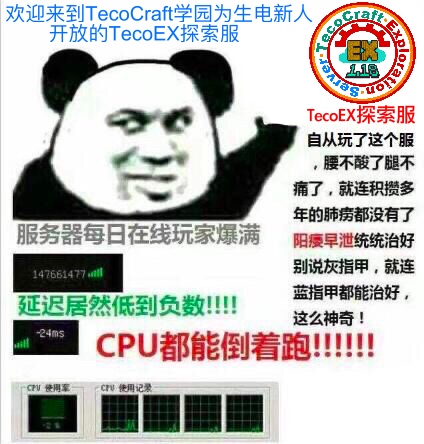 欢迎来到TecoCraft学园为生电新人
开放的TecoEX探索服
TecoCraft Exploration Server
EX
1.18
TecoEX探索服
自从玩了这个服
，腰不酸了腿不
痛了，就连积攒多
年的肺痨都没有了
阳痿早泄统统治好
别说灰指甲，就连
蓝指甲都能治好，
这么神奇！
服务器每日在线玩家爆满
147661477
延迟居然低到负数!!!!
-24ms
CPU都能倒着跑!!!!!!
CPU 使用率
CPU 使用记录
-2 %